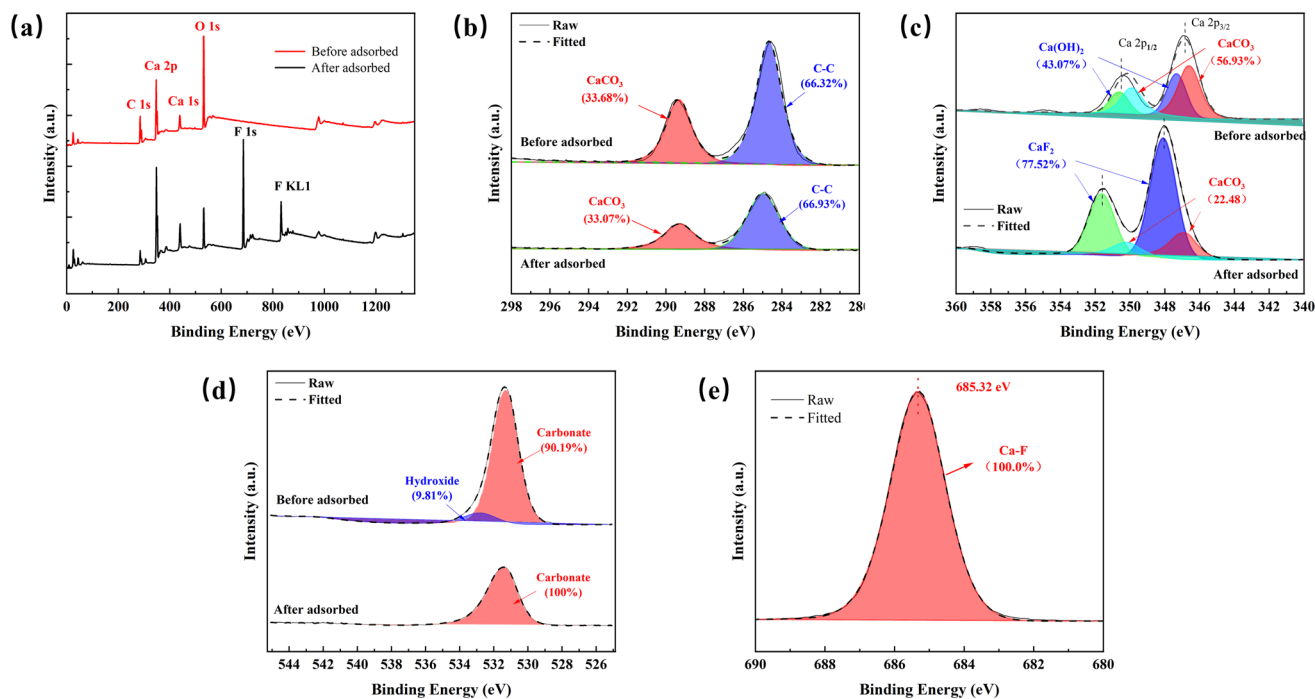 (a)
O 1s
Before adsorbed
After adsorbed
Ca 2p
C 1s
Ca 1s
F 1s
F KL1
Intensity (a.u.)
0 200 400 600 800 1000 1200
Binding Energy (eV)
(b)
Raw
Fitted
CaCO3
(33.68%)
C-C
(66.32%)
Before adsorbed
CaCO3
(33.07%)
C-C
(66.93%)
After adsorbed
Intensity (a.u.)
298 296 294 292 290 288 286 284 282 280
Binding Energy (eV)
(c)
Ca 2p3/2
Ca 2p1/2
Ca(OH)2
(43.07%)
CaCO3
(56.93%)
Before adsorbed
CaF2
(77.52%)
CaCO3
(22.48)
Raw
Fitted
After adsorbed
Intensity (a.u.)
360 358 356 354 352 350 348 346 344 342 340
Binding Energy (eV)
(d)
Raw
Fitted
Carbonate
(90.19%)
Hydroxide
(9.81%)
Before adsorbed
Carbonate
(100%)
After adsorbed
Intensity (a.u.)
544 542 540 538 536 534 532 530 528 526
Binding Energy (eV)
(e)
685.32 eV
Raw
Fitted
Ca-F
(100.0%)
Intensity (a.u.)
690 688 686 684 682 680
Binding Energy (eV)